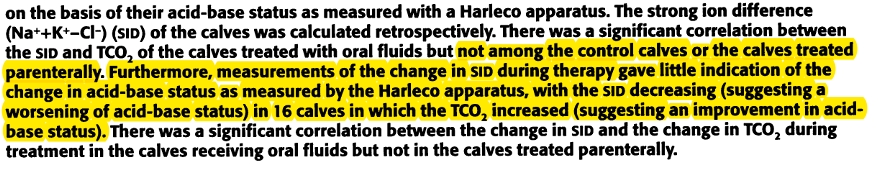 on the basis of their acid-base status as measured with a Harleco apparatus. The strong ion difference
(Na⁺+K⁺–Cl⁻) (SID) of the calves was calculated retrospectively. There was a significant correlation between
the SID and TCO₂ of the calves treated with oral fluids but not among the control calves or the calves treated
parenterally. Furthermore, measurements of the change in SID during therapy gave little indication of the
change in acid-base status as measured by the Harleco apparatus, with the SID decreasing (suggesting a
worsening of acid-base status) in 16 calves in which the TCO₂ increased (suggesting an improvement in acid-
base status). There was a significant correlation between the change in SID and the change in TCO₂ during
treatment in the calves receiving oral fluids but not in the calves treated parenterally.